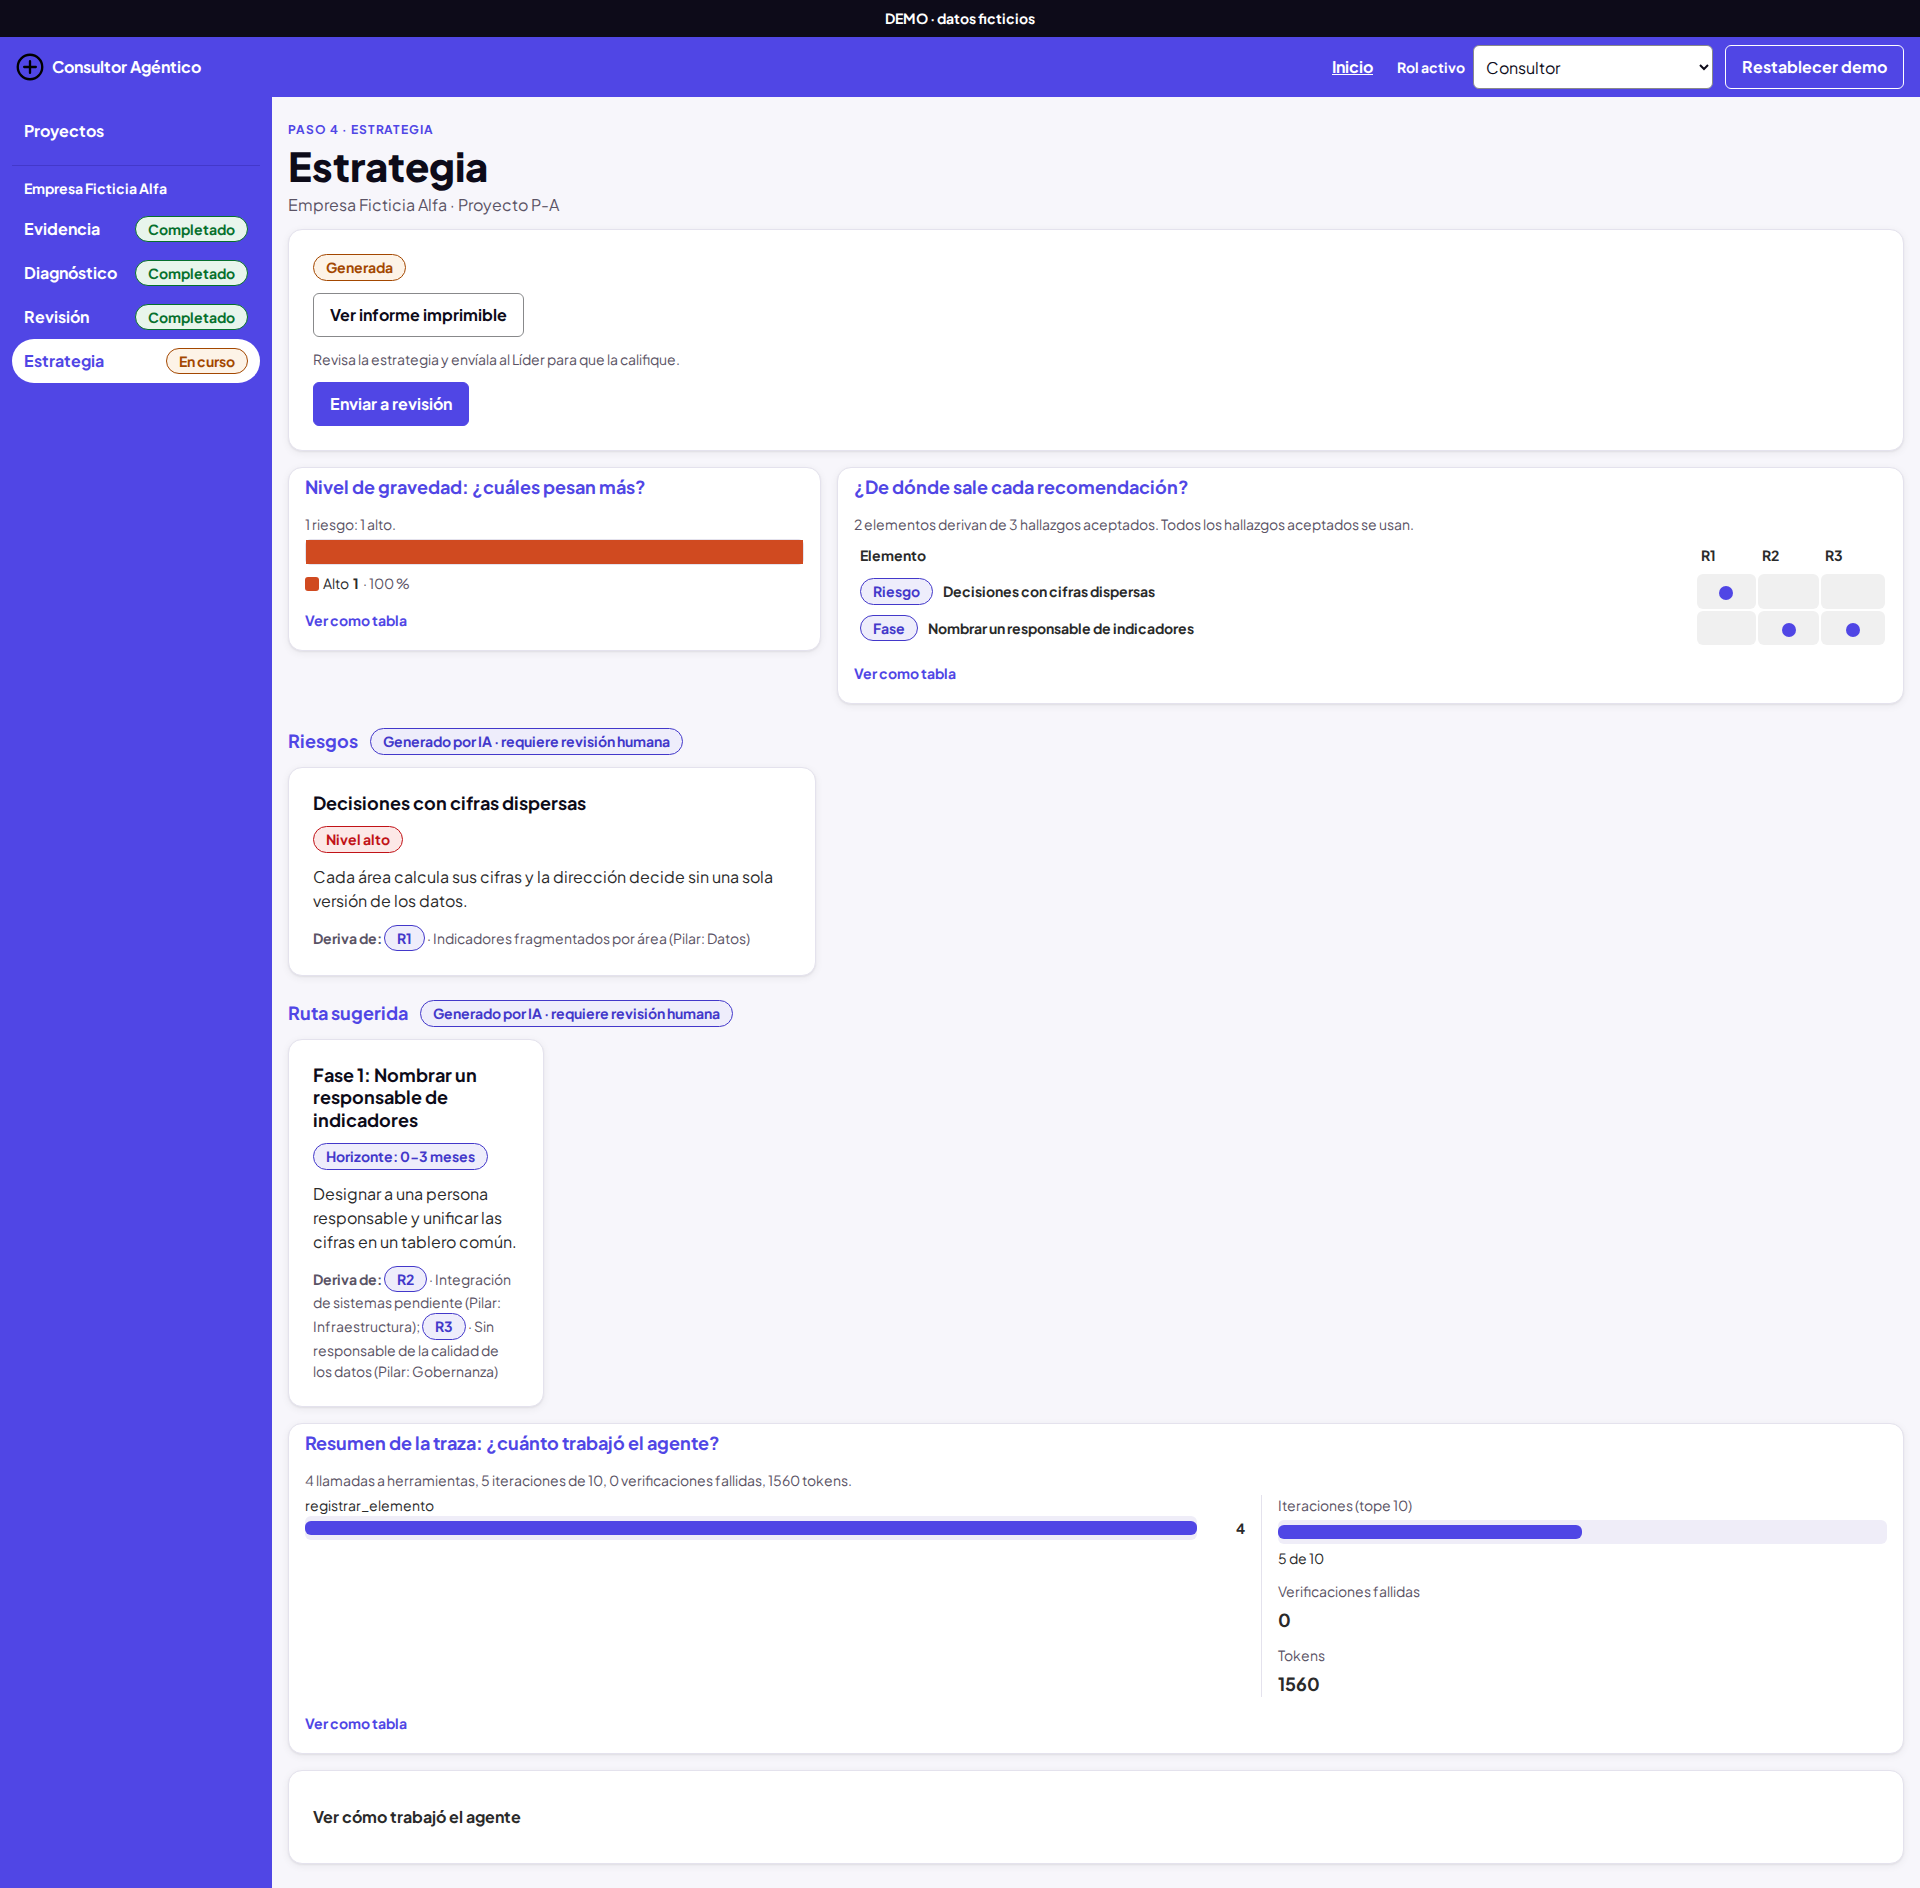 DEMO · datos ficticios
Consultor Agéntico
Inicio
Rol activo
Consultor
Restablecer demo
Proyectos
Empresa Ficticia Alfa
Evidencia
Completado
Diagnóstico
Completado
Revisión
Completado
Estrategia
En curso
PASO 4 · ESTRATEGIA
Estrategia
Empresa Ficticia Alfa · Proyecto P-A
Generada
Ver informe imprimible
Revisa la estrategia y envíala al Líder para que la califique.
Enviar a revisión
Nivel de gravedad: ¿cuáles pesan más?
1 riesgo: 1 alto.
Alto 1 · 100 %
Ver como tabla
¿De dónde sale cada recomendación?
2 elementos derivan de 3 hallazgos aceptados. Todos los hallazgos aceptados se usan.
Elemento R1 R2 R3
Riesgo Decisiones con cifras dispersas
Fase Nombrar un responsable de indicadores
Ver como tabla
Riesgos
Generado por IA · requiere revisión humana
Decisiones con cifras dispersas
Nivel alto
Cada área calcula sus cifras y la dirección decide sin una sola
versión de los datos.
Deriva de: R1 · Indicadores fragmentados por área (Pilar: Datos)
Ruta sugerida
Generado por IA · requiere revisión humana
Fase 1: Nombrar un
responsable de
indicadores
Horizonte: 0–3 meses
Designar a una persona
responsable y unificar las
cifras en un tablero común.
Deriva de: R2 · Integración
de sistemas pendiente (Pilar:
Infraestructura); R3 · Sin
responsable de la calidad de
los datos (Pilar: Gobernanza)
Resumen de la traza: ¿cuánto trabajó el agente?
4 llamadas a herramientas, 5 iteraciones de 10, 0 verificaciones fallidas, 1560 tokens.
registrar_elemento
4
Iteraciones (tope 10)
5 de 10
Verificaciones fallidas
0
Tokens
1560
Ver como tabla
Ver cómo trabajó el agente